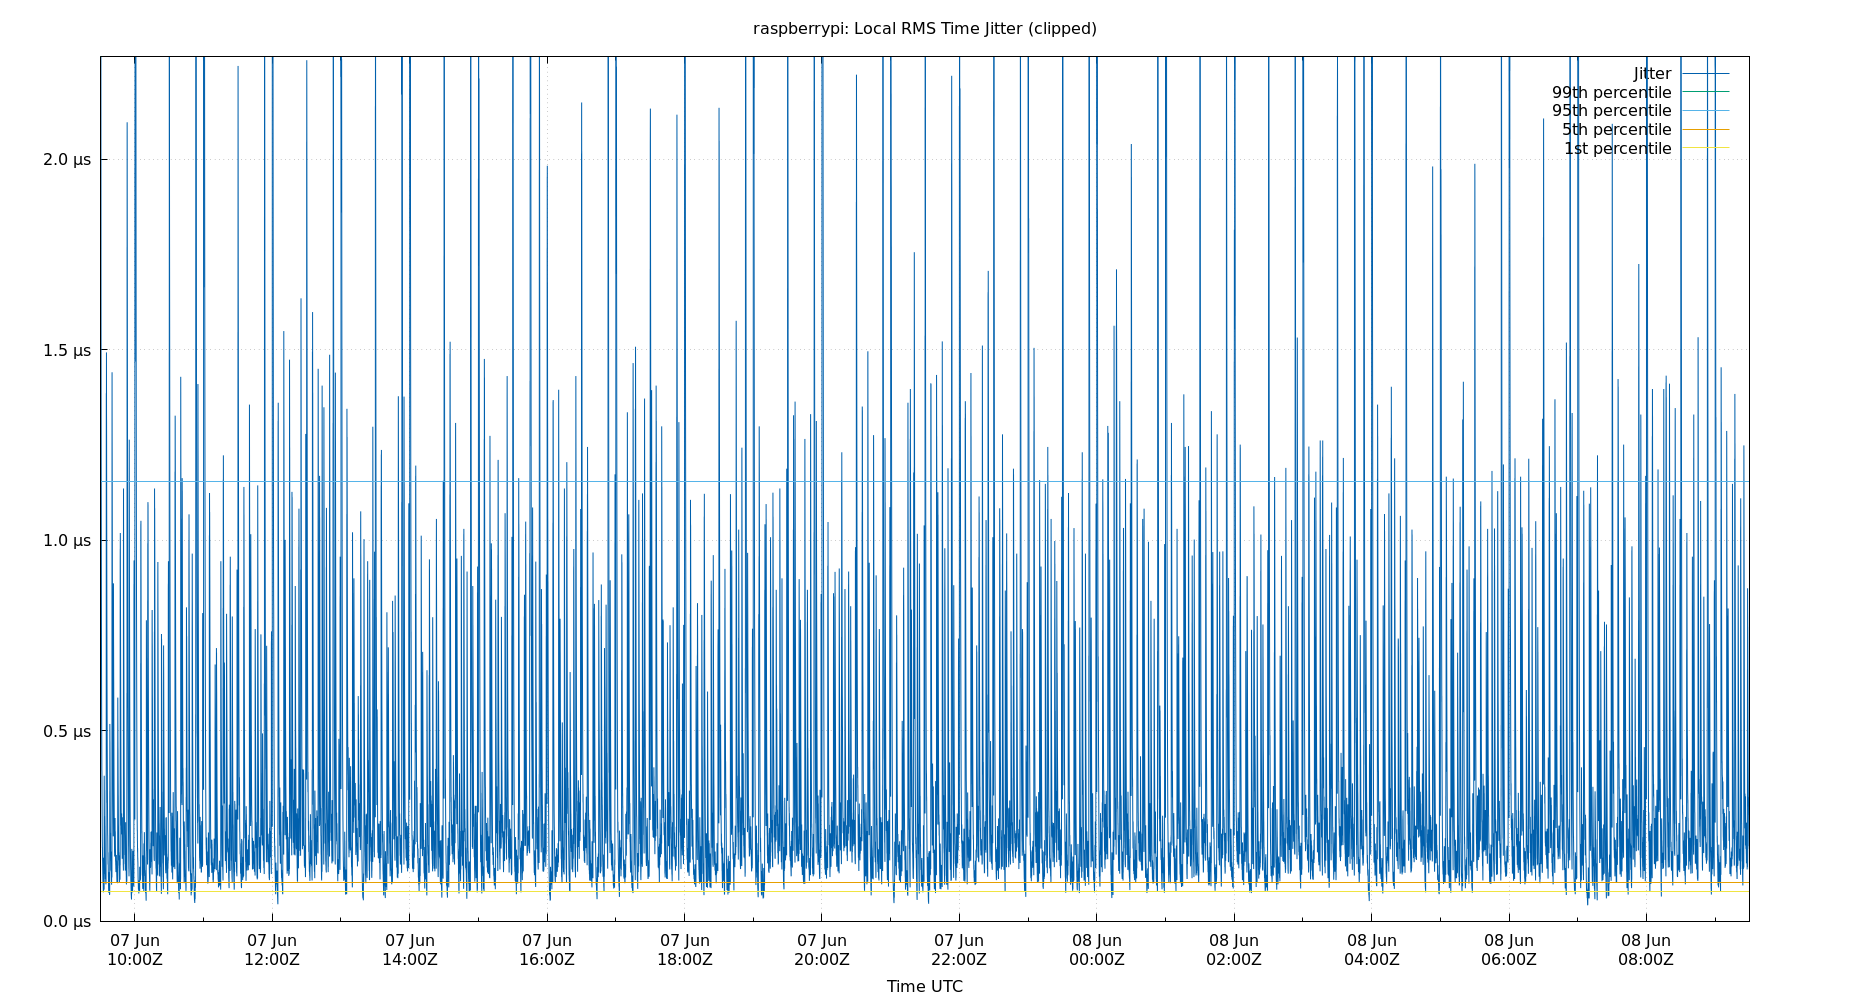 raspberrypi: Local RMS Time Jitter (clipped)
Jitter
99th percentile
95th percentile
5th percentile
1st percentile
2.0 µs
1.5 µs
1.0 µs
0.5 µs
0.0 µs
07 Jun 07 Jun 07 Jun 07 Jun 07 Jun 07 Jun 07 Jun 08 Jun 08 Jun 08 Jun 08 Jun 08 Jun
10:00Z 12:00Z 14:00Z 16:00Z 18:00Z 20:00Z 22:00Z 00:00Z 02:00Z 04:00Z 06:00Z 08:00Z
Time UTC